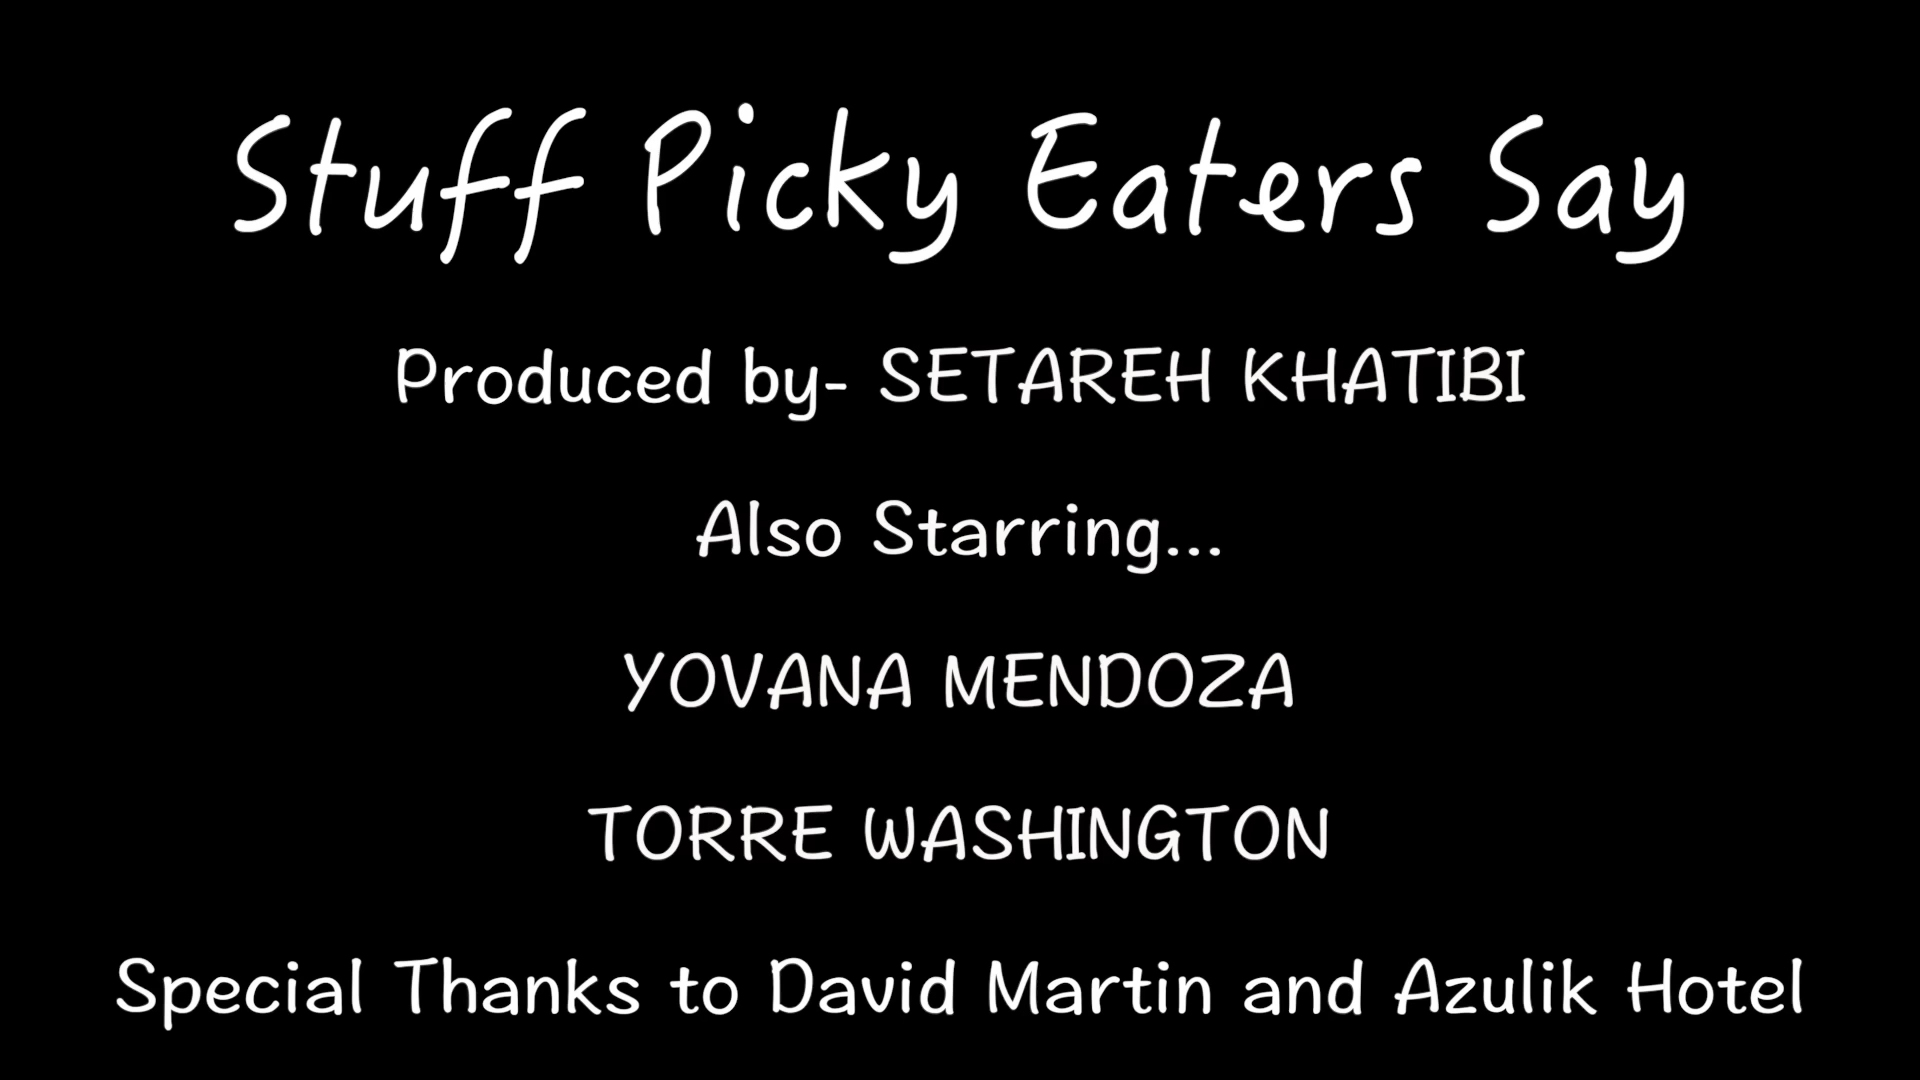 Stuff Picky Eaters Say
Produced by- SETAREH KHATIBI
Also Starring...
YOVANA MENDOZA
TORRE WASHINGTON
Special Thanks to David Martin and Azulik Hotel